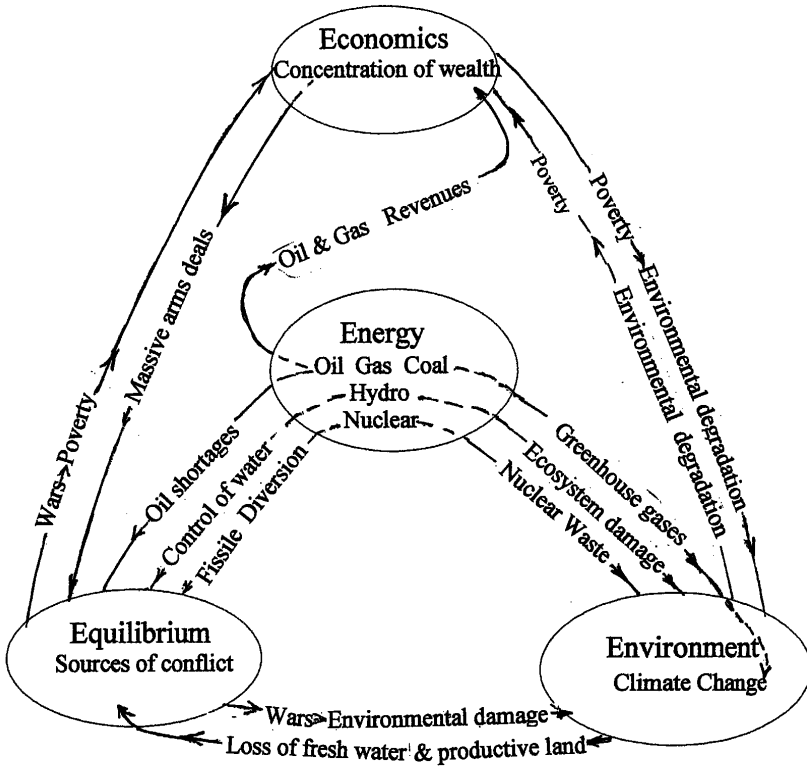 Economics
Concentration of wealth
Oil & Gas Revenues
Poverty
Environmental degradation
Poverty Environmental degradation
Massive arms deals
Wars Poverty
Energy
Oil Gas Coal
Hydro
Nuclear
Oil shortages
Control of water
Fissile Diversion
Greenhouse gases
Ecosystem damage
Nuclear Waste
Equilibrium
Sources of conflict
Environment
Climate Change
Wars Environmental damage
Loss of fresh water & productive land